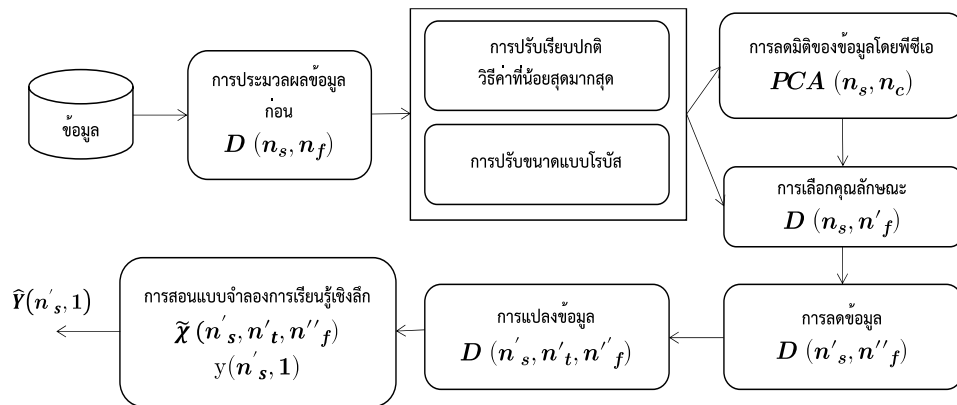 ข้อมูล
การประมวลผลข้อมูล
ก่อน
D (n_s, n_f)
การปรับเรียบปกติ
วิธีค่าที่น้อยสุดมากสุด
การปรับขนาดแบบโรบัส
การลดมิติของข้อมูลโดยพีซีเอ
PCA (n_s, n_c)
การเลือกคุณลักษณะ
D (n_s, n'_f)
การลดข้อมูล
D (n'_s, n''_f)
การแปลงข้อมูล
D (n'_s, n'_t, n''_f)
การสอนแบบจำลองการเรียนรู้เชิงลึก
χ̃ (n'_s, n'_t, n''_f)
y(n'_s, 1)
Ŷ(n'_s, 1)